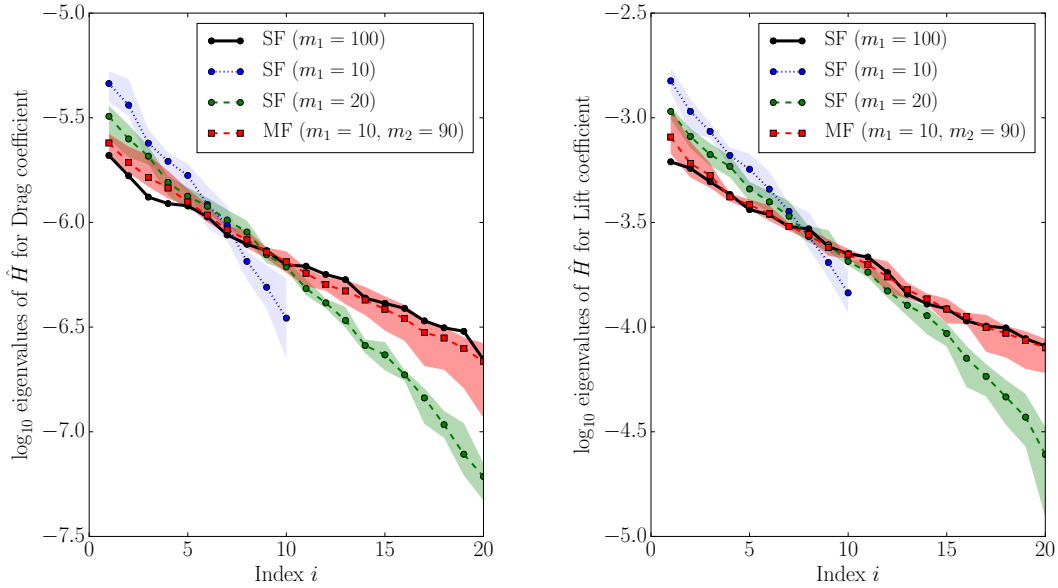 −5.0
−5.5
−6.0
−6.5
−7.0
−7.5
0
5
10
15
20
Index i
log₁₀ eigenvalues of Ĥ for Drag coefficient
SF (m₁ = 100)
SF (m₁ = 10)
SF (m₁ = 20)
MF (m₁ = 10, m₂ = 90)
−2.5
−3.0
−3.5
−4.0
−4.5
−5.0
0
5
10
15
20
Index i
log₁₀ eigenvalues of Ĥ for Lift coefficient
SF (m₁ = 100)
SF (m₁ = 10)
SF (m₁ = 20)
MF (m₁ = 10, m₂ = 90)